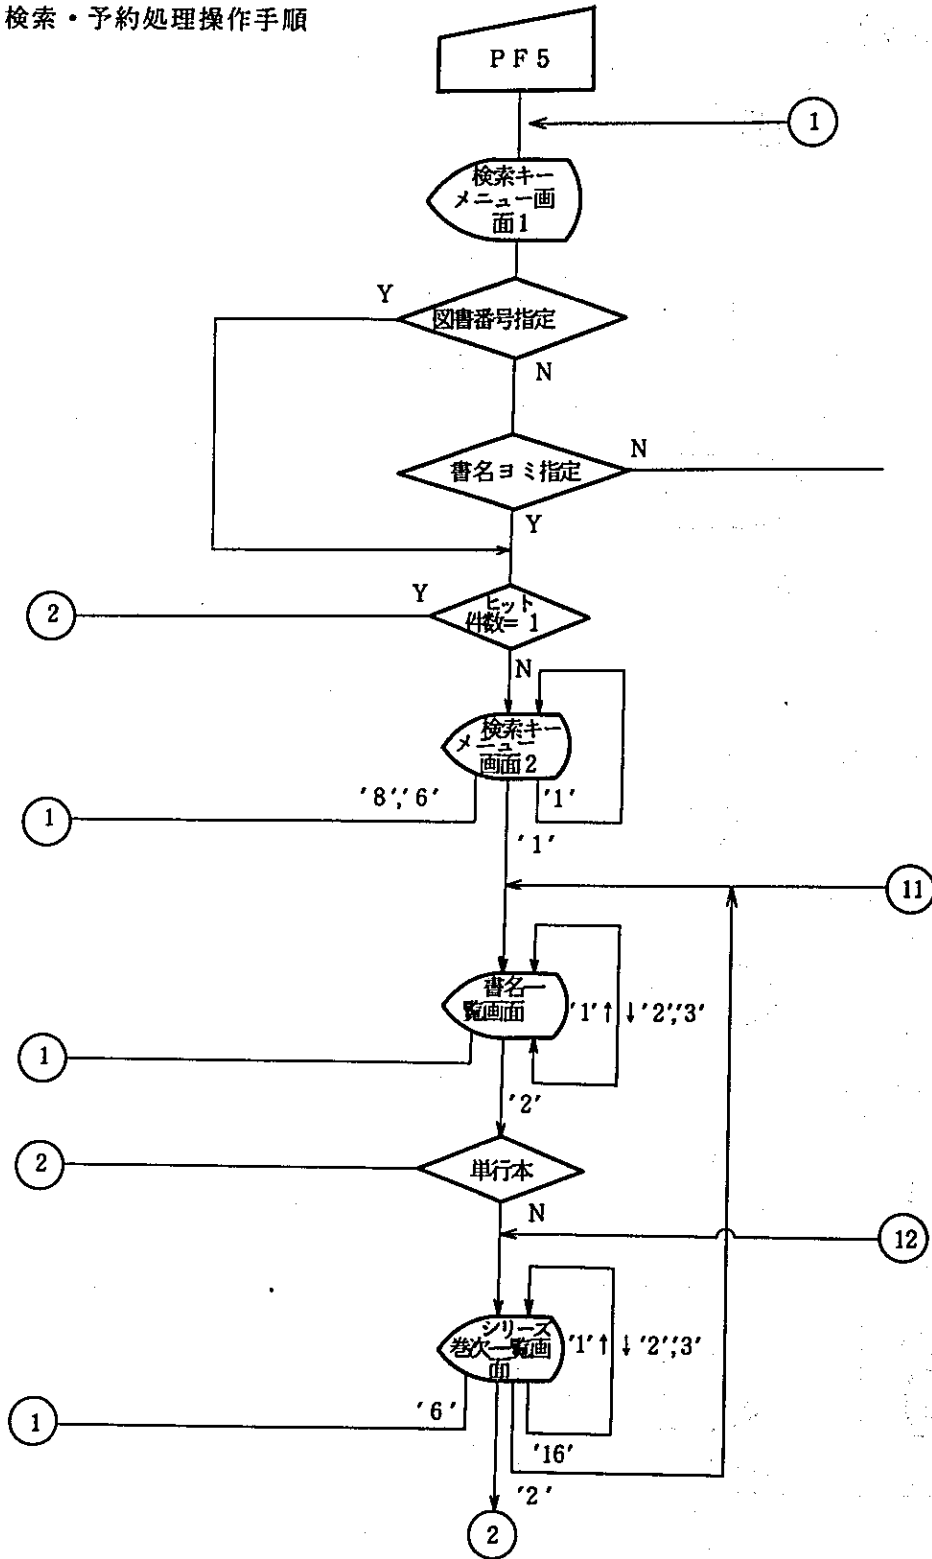 検索・予約処理操作手順
PF5
1
検索キー
メニュー画
面1
Y
図書番号指定
N
書名ヨミ指定
N
Y
2
Y
ヒット
件数=1
N
検索キー
メニュー
画面2
'8','6'
'1'
1
'1'
11
書名一
覧画面
'1'↑↓'2','3'
1
'2'
2
単行本
N
12
シリーズ
巻次一覧画
面
'1'↑↓'2','3'
1
'6'
'16'
'2'
2